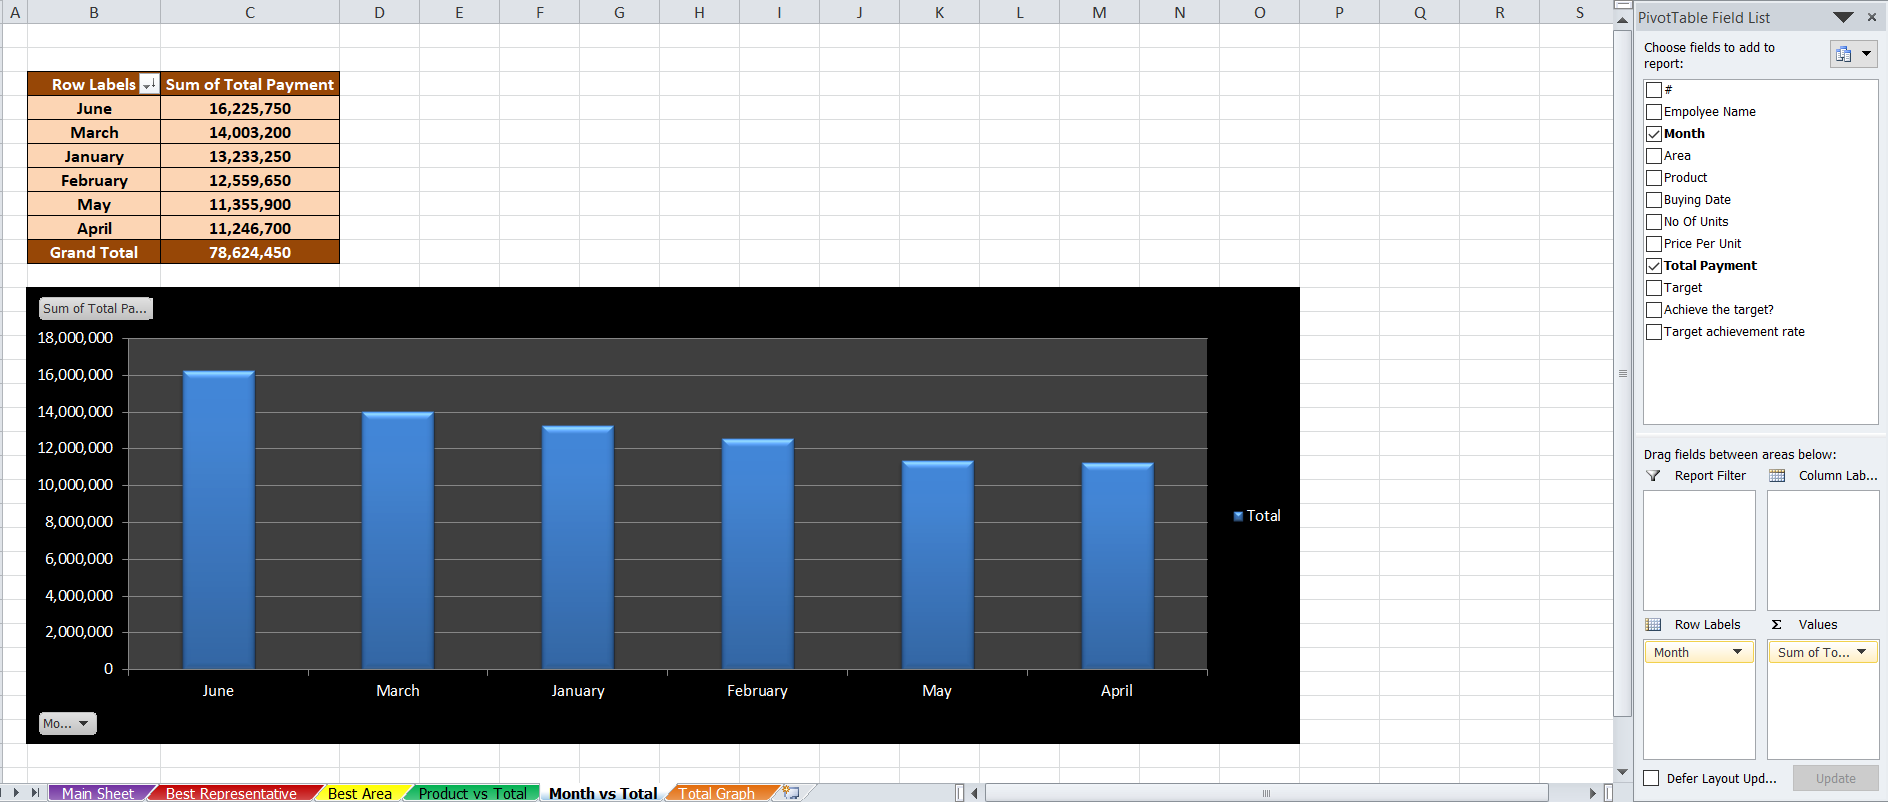 A B C D E F G H I J K L M N O P Q R S
PivotTable Field List
Choose fields to add to
report:
#
Empolyee Name
Month
Area
Product
Buying Date
No Of Units
Price Per Unit
Total Payment
Target
Achieve the target?
Target achievement rate
Row Labels Sum of Total Payment
June 16,225,750
March 14,003,200
January 13,233,250
February 12,559,650
May 11,355,900
April 11,246,700
Grand Total 78,624,450
Sum of Total Pa...
18,000,000
16,000,000
14,000,000
12,000,000
10,000,000
8,000,000
6,000,000
4,000,000
2,000,000
0
June March January February May April
Total
Mo...
Drag fields between areas below:
Report Filter Column Lab...
Row Labels Σ Values
Month Sum of To...
Defer Layout Upd... Update
Main Sheet Best Representative Best Area Product vs Total Month vs Total Total Graph